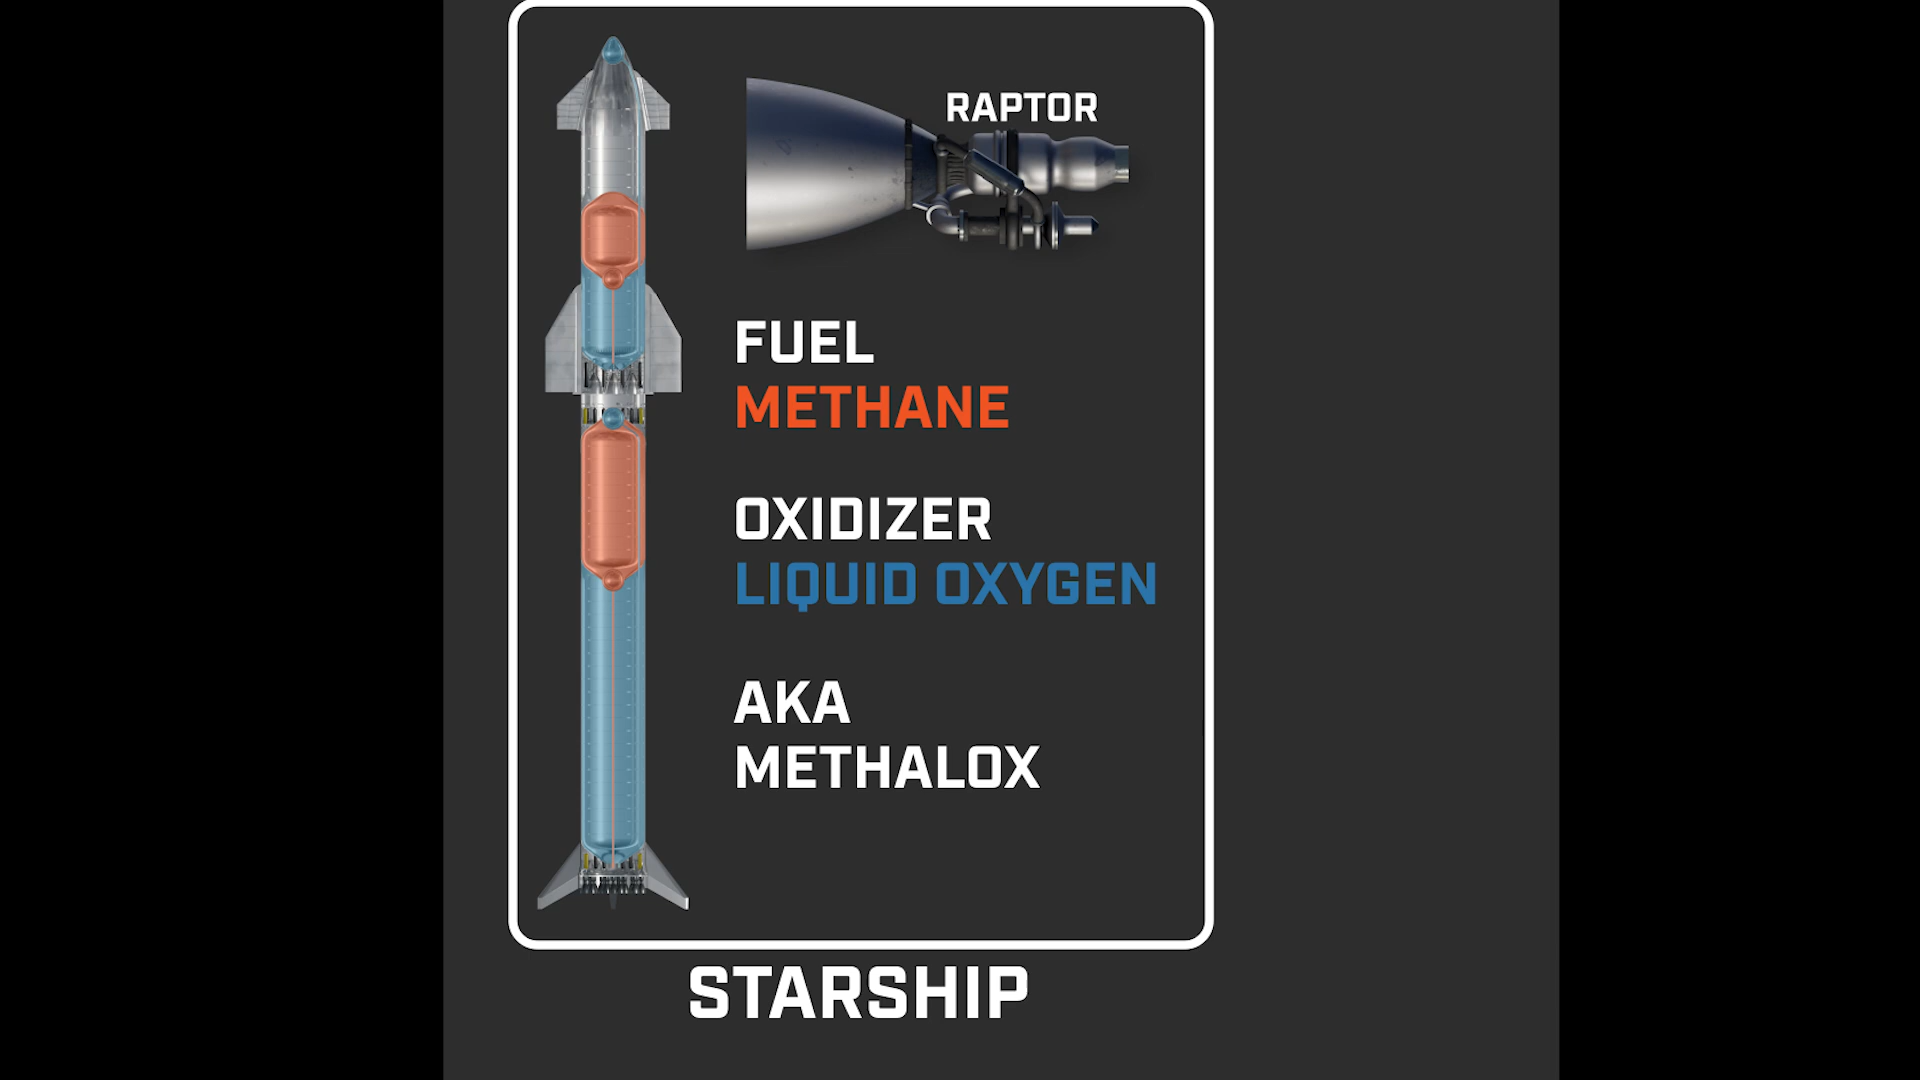 RAPTOR
FUEL
METHANE
OXIDIZER
LIQUID OXYGEN
AKA
METHALOX
STARSHIP